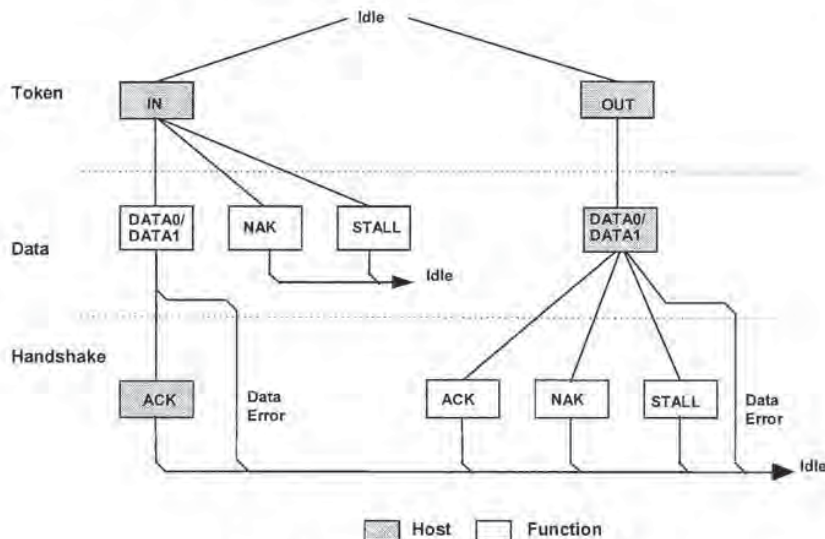 Idle
Token
IN
OUT
DATA0/
DATA1
NAK
STALL
DATA0/
DATA1
Data
Idle
Handshake
ACK
Data
Error
ACK
NAK
STALL
Data
Error
Idle
Host
Function